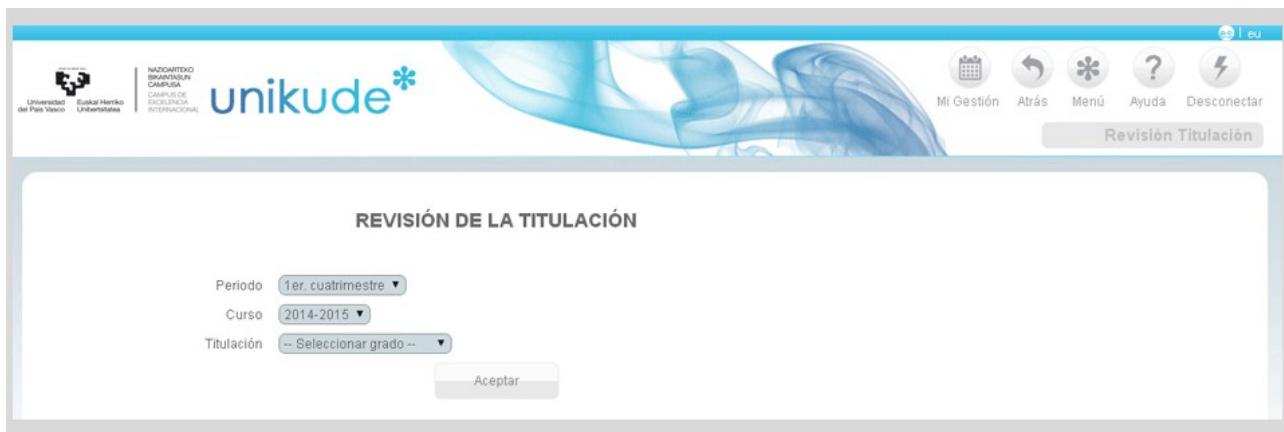 es | eu
Universidad del País Vasco
Euskal Herriko Unibertsitatea
NAZIOARTEKO
BIKAINTASUN
CAMPUSA
CAMPUS DE
EXCELENCIA
INTERNACIONAL
unikude*
Mi Gestión Atrás Menú Ayuda Desconectar
Revisión Titulación
REVISIÓN DE LA TITULACIÓN
Periodo 1er. cuatrimestre
Curso 2014-2015
Titulación -- Seleccionar grado --
Aceptar